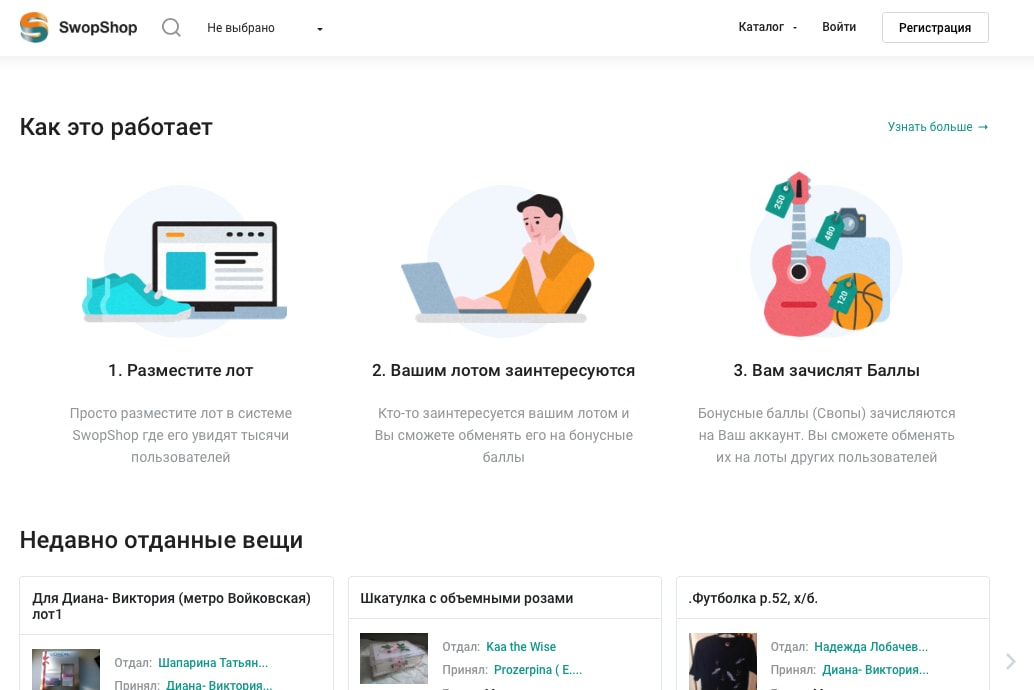 SwopShop
Не выбрано
Каталог
Войти
Регистрация
Как это работает
Узнать больше →
250
480
120
1. Разместите лот
Просто разместите лот в системе
SwopShop где его увидят тысячи
пользователей
2. Вашим лотом заинтересуются
Кто-то заинтересуется вашим лотом и
Вы сможете обменять его на бонусные
баллы
3. Вам зачислят Баллы
Бонусные баллы (Свопы) зачисляются
на Ваш аккаунт. Вы сможете обменять
их на лоты других пользователей
Недавно отданные вещи
Для Диана- Виктория (метро Войковская)
лот1
Отдал: Шапарина Татьян...
Принял: Диана- Виктория...
Шкатулка с объемными розами
Отдал: Kaa the Wise
Принял: Prozerpina ( E....
.Футболка р.52, х/б.
Отдал: Надежда Лобачев...
Принял: Диана- Виктория...